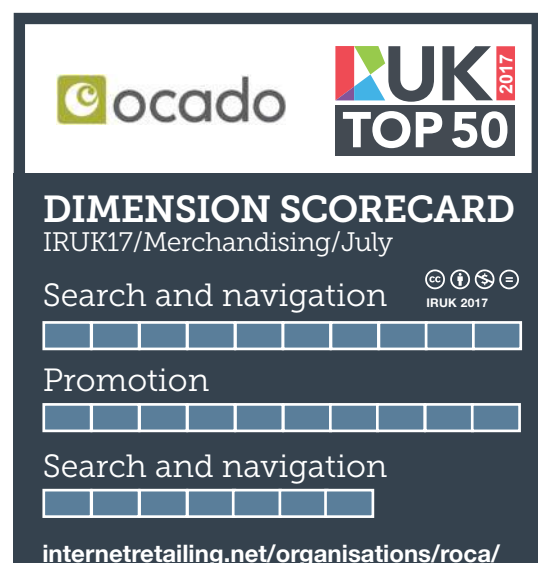 ocado
UK
2017
TOP 50
DIMENSION SCORECARD
IRUK17/Merchandising/July
Search and navigation
cc
IRUK 2017
Promotion
Search and navigation
internetretailing.net/organisations/roca/